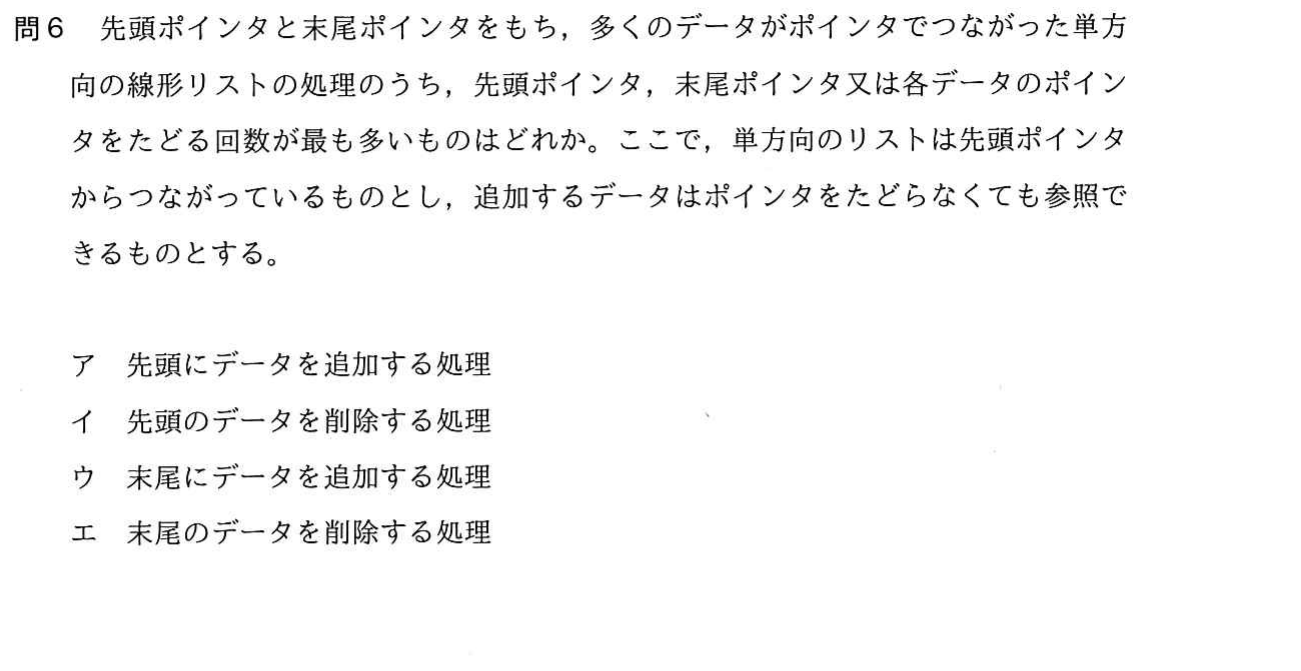 問6　先頭ポインタと末尾ポインタをもち，多くのデータがポインタでつながった単方
向の線形リストの処理のうち，先頭ポインタ，末尾ポインタ又は各データのポイン
タをたどる回数が最も多いものはどれか。ここで，単方向のリストは先頭ポインタ
からつながっているものとし，追加するデータはポインタをたどらなくても参照で
きるものとする。
ア　先頭にデータを追加する処理
イ　先頭のデータを削除する処理
ウ　末尾にデータを追加する処理
エ　末尾のデータを削除する処理